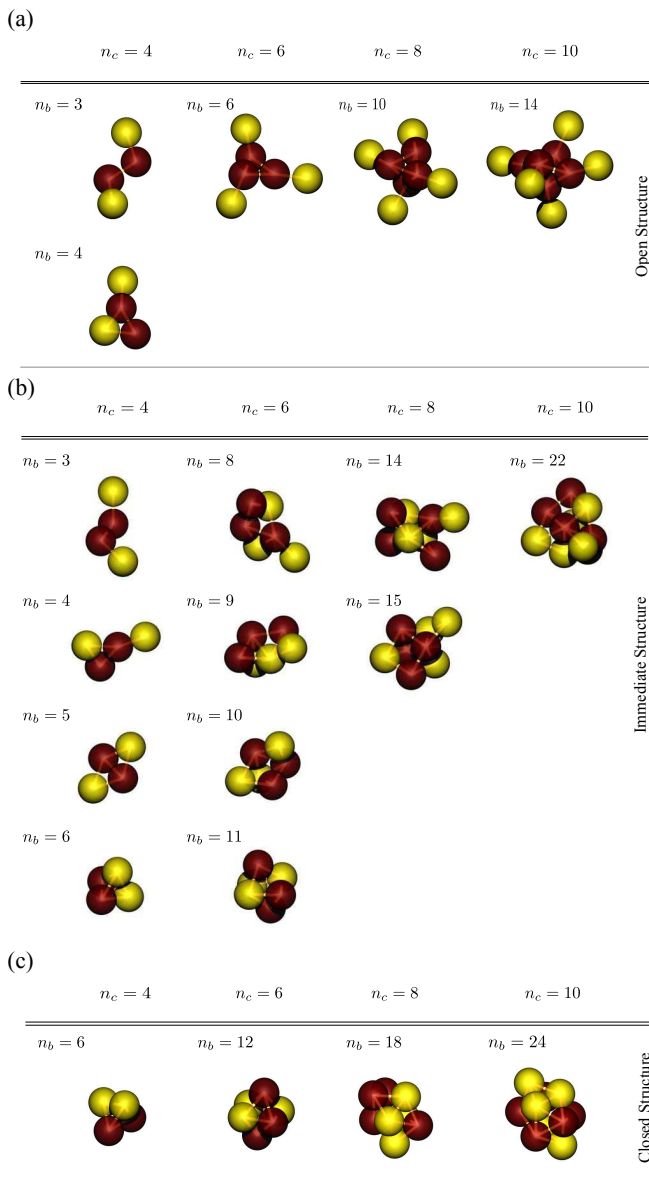 (a)
n_c = 4 n_c = 6 n_c = 8 n_c = 10
n_b = 3 n_b = 6 n_b = 10 n_b = 14
n_b = 4
Open Structure
(b)
n_c = 4 n_c = 6 n_c = 8 n_c = 10
n_b = 3 n_b = 8 n_b = 14 n_b = 22
n_b = 4 n_b = 9 n_b = 15
n_b = 5 n_b = 10
n_b = 6 n_b = 11
Immediate Structure
(c)
n_c = 4 n_c = 6 n_c = 8 n_c = 10
n_b = 6 n_b = 12 n_b = 18 n_b = 24
Closed Structure